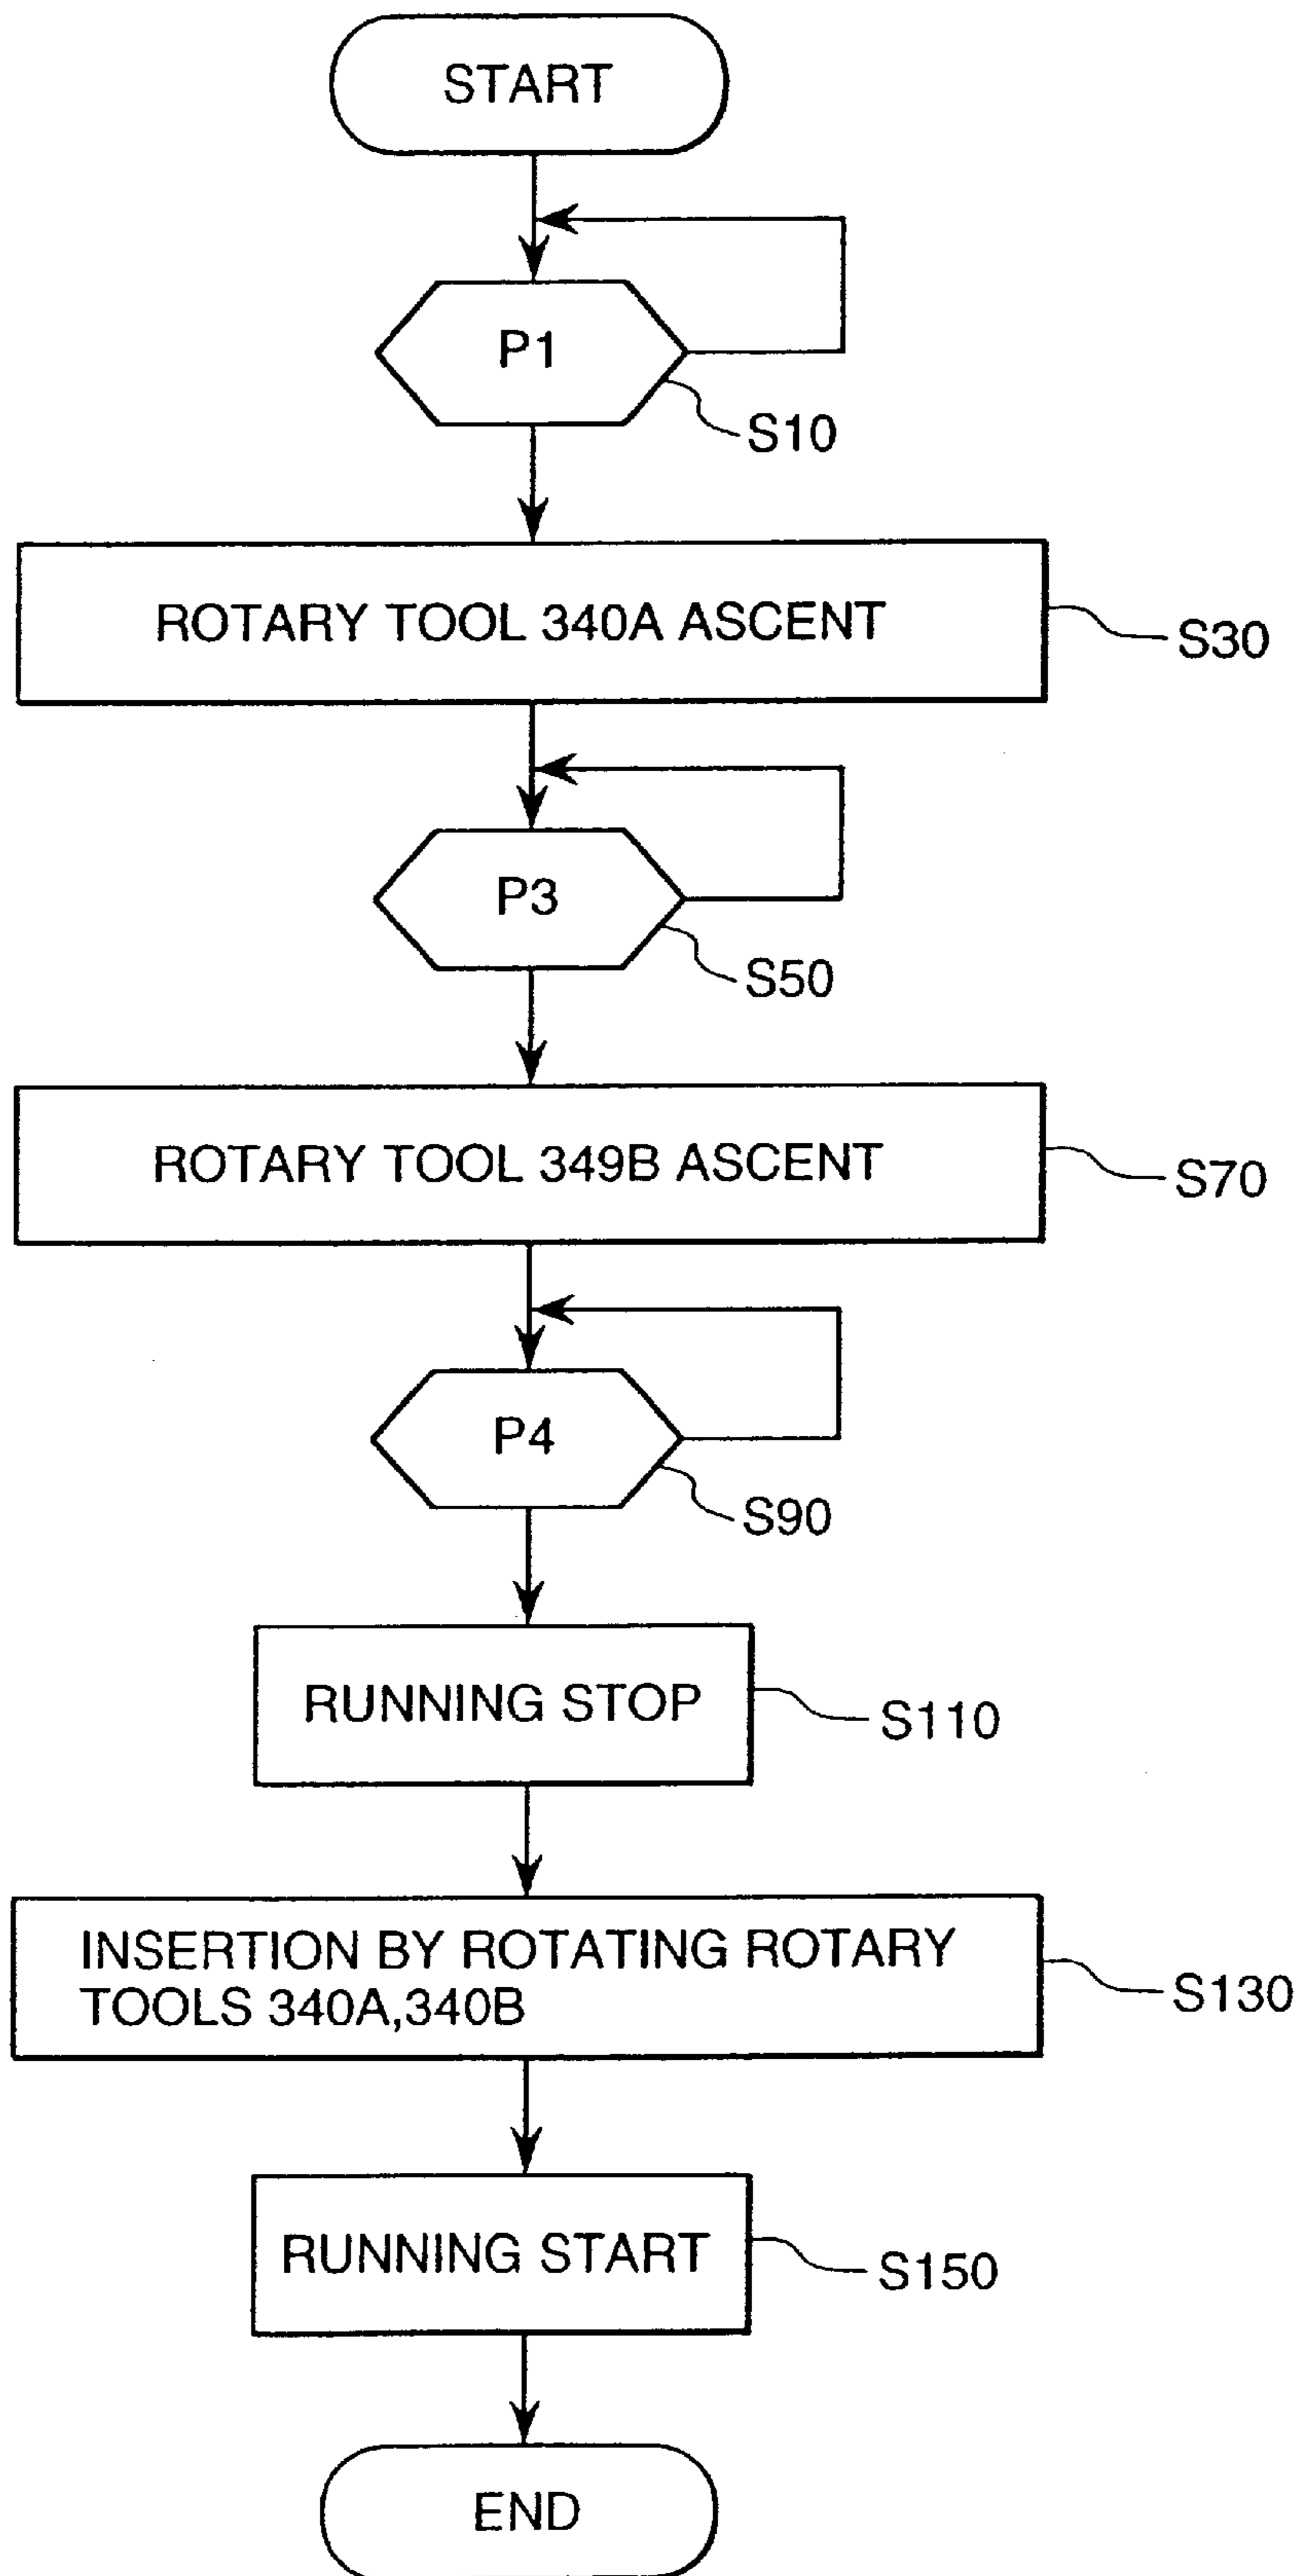 START
P1
S10
ROTARY TOOL 340A ASCENT
S30
P3
S50
ROTARY TOOL 349B ASCENT
S70
P4
S90
RUNNING STOP
S110
INSERTION BY ROTATING ROTARY
TOOLS 340A,340B
S130
RUNNING START
S150
END